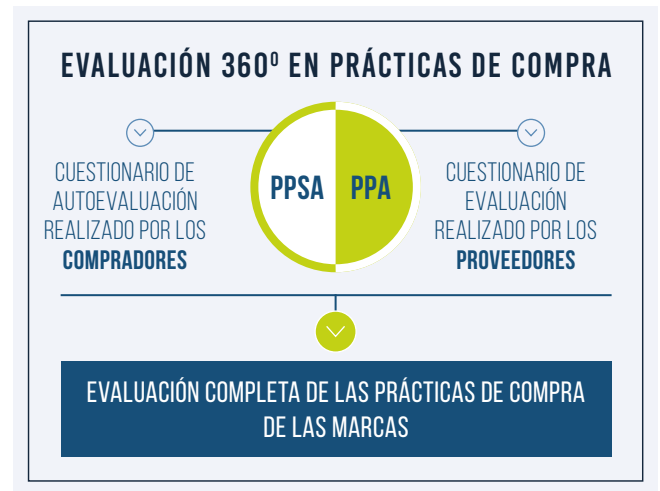 EVALUACIÓN 360º EN PRÁCTICAS DE COMPRA
CUESTIONARIO DE
AUTOEVALUACIÓN
REALIZADO POR LOS
COMPRADORES
PPSA PPA
CUESTIONARIO DE
EVALUACIÓN
REALIZADO POR LOS
PROVEEDORES
EVALUACIÓN COMPLETA DE LAS PRÁCTICAS DE COMPRA
DE LAS MARCAS